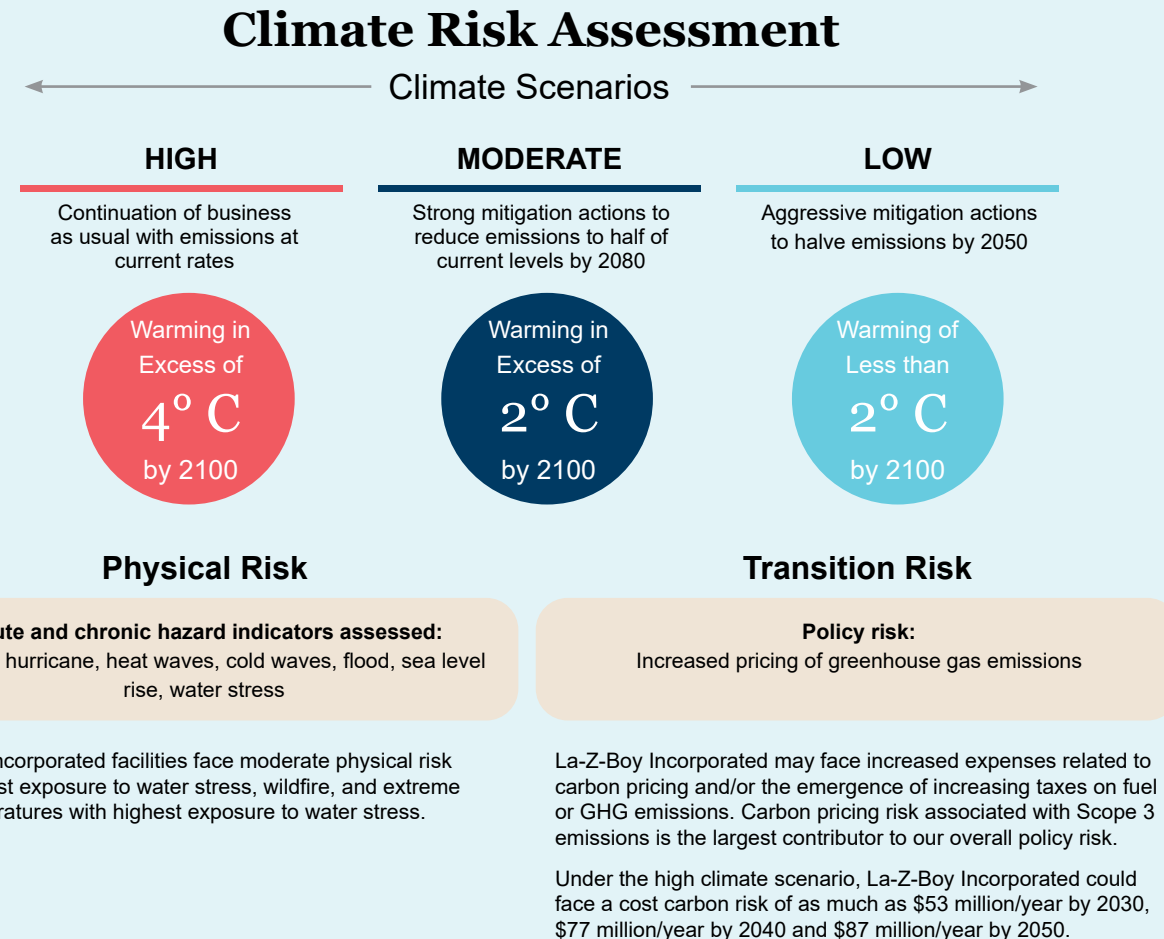 Climate Risk Assessment
Climate Scenarios
HIGH
Continuation of business
as usual with emissions at
current rates
Warming in
Excess of
4° C
by 2100
MODERATE
Strong mitigation actions to
reduce emissions to half of
current levels by 2080
Warming in
Excess of
2° C
by 2100
LOW
Aggressive mitigation actions
to halve emissions by 2050
Warming of
Less than
2° C
by 2100
Physical Risk
and chronic hazard indicators assessed:
hurricane, heat waves, cold waves, flood, sea level
rise, water stress
facilities face moderate physical risk
exposure to water stress, wildfire, and extreme
with highest exposure to water stress.
Transition Risk
Policy risk:
Increased pricing of greenhouse gas emissions
La-Z-Boy Incorporated may face increased expenses related to
carbon pricing and/or the emergence of increasing taxes on fuel
or GHG emissions. Carbon pricing risk associated with Scope 3
emissions is the largest contributor to our overall policy risk.
Under the high climate scenario, La-Z-Boy Incorporated could
face a cost carbon risk of as much as $53 million/year by 2030,
$77 million/year by 2040 and $87 million/year by 2050.